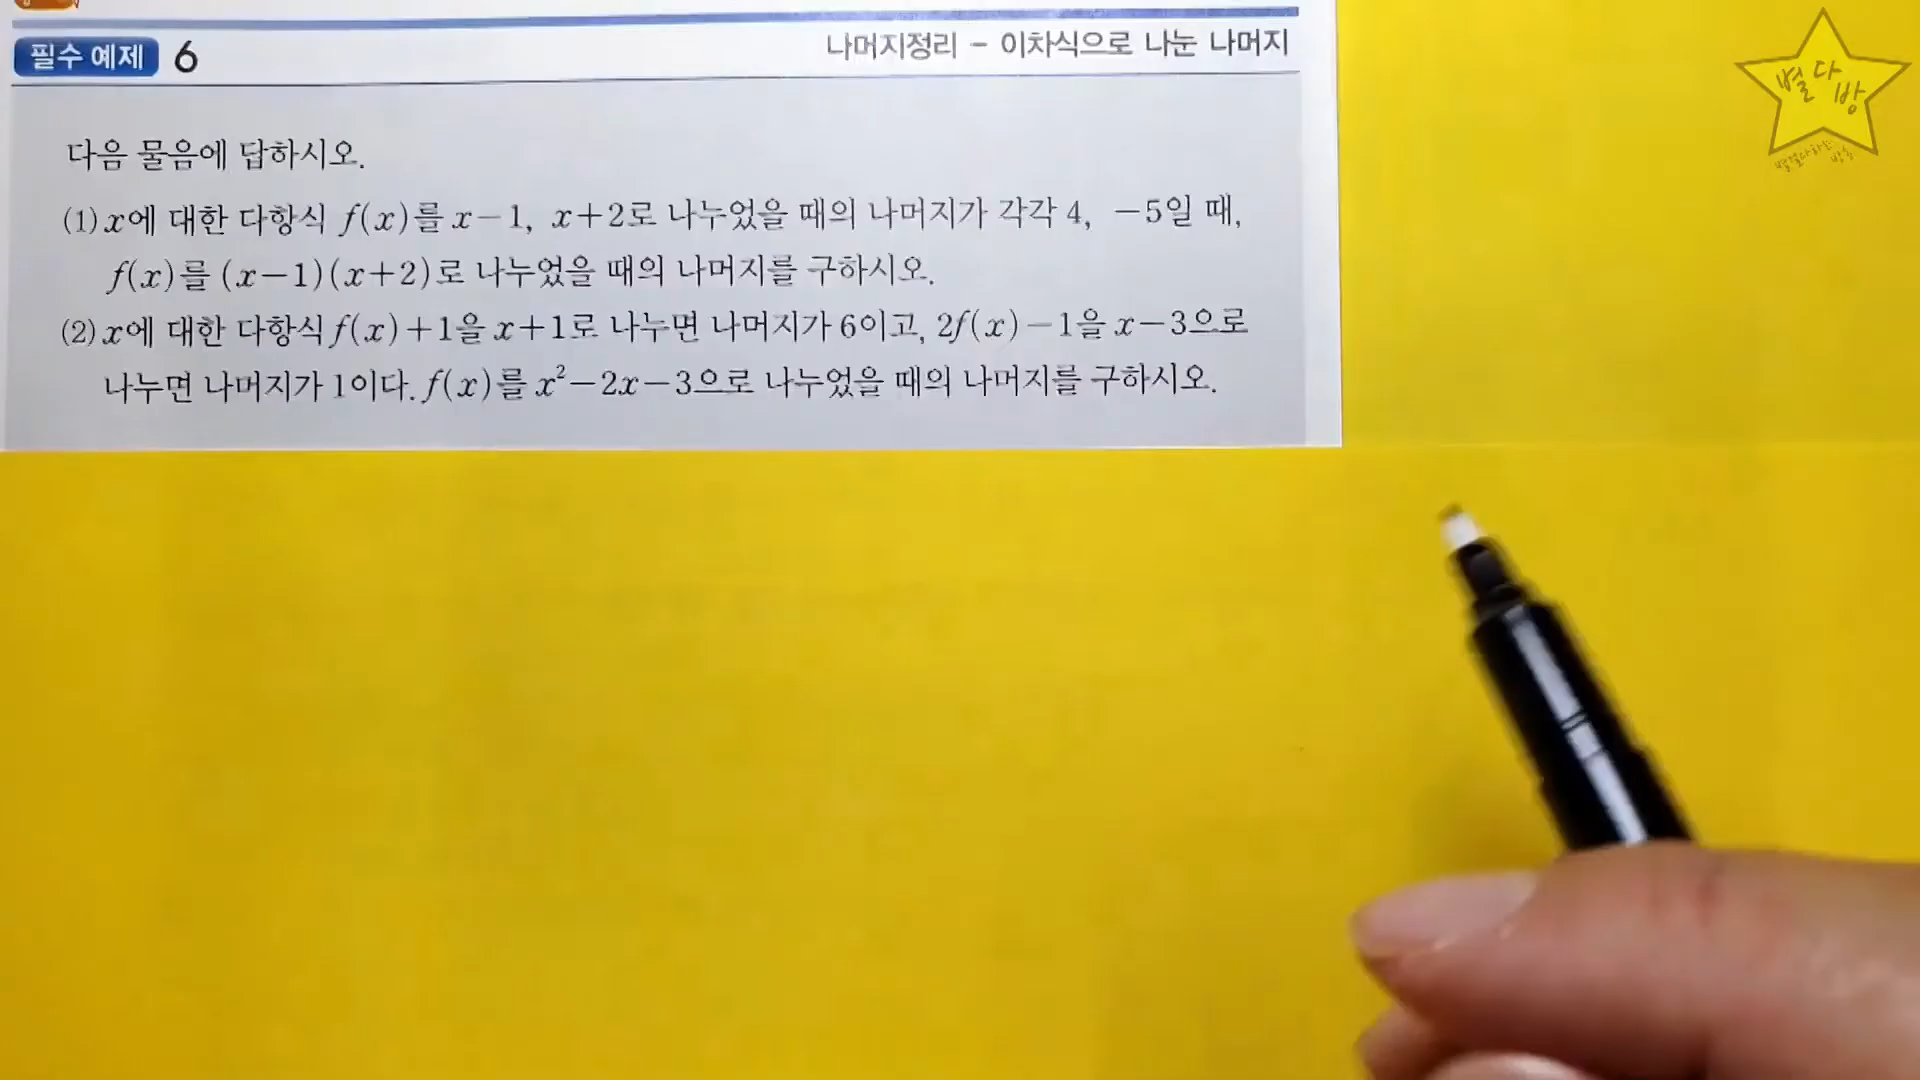 필수 예제 6
나머지정리 - 이차식으로 나눈 나머지
다음 물음에 답하시오.
(1) x에 대한 다항식 f(x)를 x-1, x+2로 나누었을 때의 나머지가 각각 4, -5일 때,
f(x)를 (x-1)(x+2)로 나누었을 때의 나머지를 구하시오.
(2) x에 대한 다항식 f(x)+1을 x+1로 나누면 나머지가 6이고, 2f(x)-1을 x-3으로
나누면 나머지가 1이다. f(x)를 x²-2x-3으로 나누었을 때의 나머지를 구하시오.
별다방